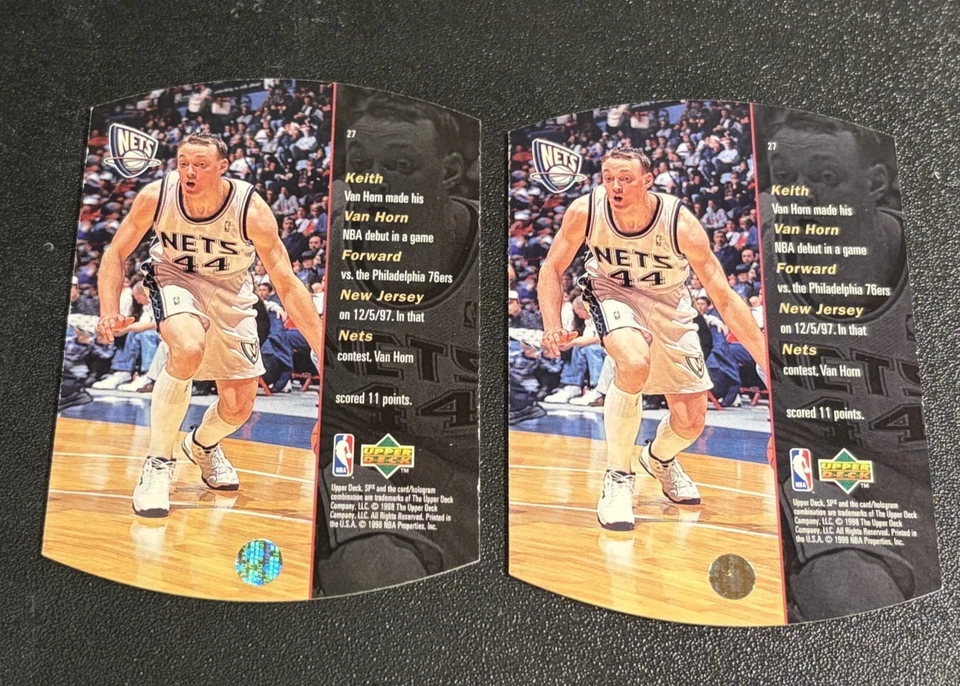 NETS
NETS
44
27
Keith
Van Horn made his
Van Horn
NBA debut in a game
Forward
vs. the Philadelphia 76ers
New Jersey
on 12/5/97. In that
Nets
contest, Van Horn
scored 11 points.
NBA
UPPER
DECK
TM
Upper Deck, SPx and the card/hologram
combination are trademarks of The Upper Deck
Company, LLC. © 1998 The Upper Deck
Company, LLC. All Rights Reserved. Printed in
the U.S.A. © 1998 NBA Properties, Inc.
NETS
NETS
44
27
Keith
Van Horn made his
Van Horn
NBA debut in a game
Forward
vs. the Philadelphia 76ers
New Jersey
on 12/5/97. In that
Nets
contest, Van Horn
scored 11 points.
NBA
UPPER
DECK
TM
Upper Deck, SPx and the card/hologram
combination are trademarks of The Upper Deck
Company, LLC. © 1998 The Upper Deck
Company, LLC. All Rights Reserved. Printed in
the U.S.A. © 1998 NBA Properties, Inc.